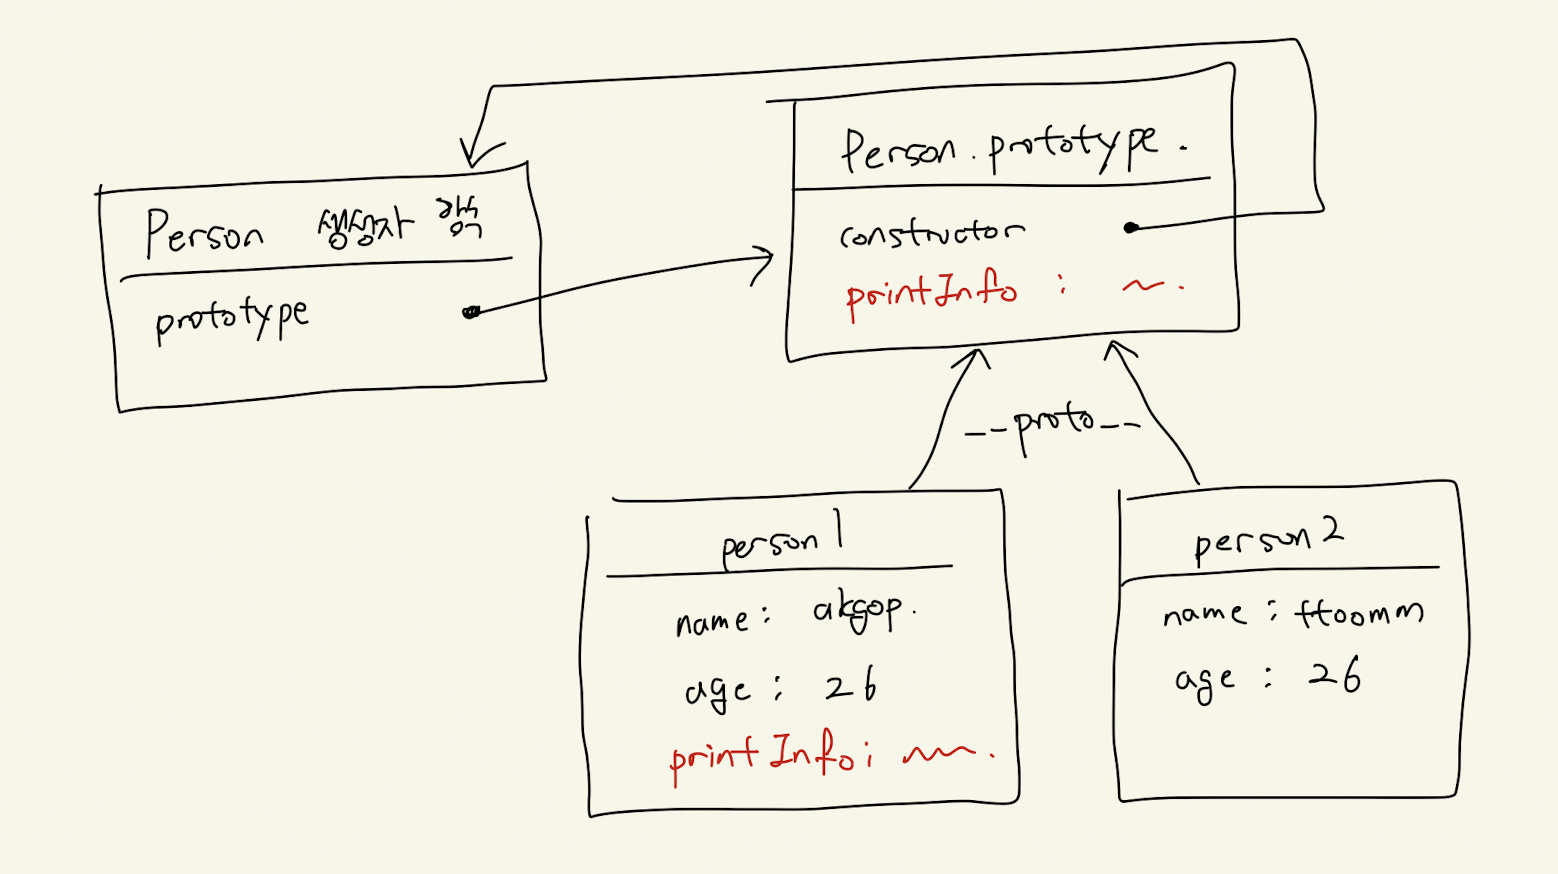 Person 생성자 함수
prototype
Person.prototype.
constructor
printInfo : ~.
__proto__
person1
name: akgop.
age: 26
printInfo: ~~.
person2
name: ttoomm
age: 26